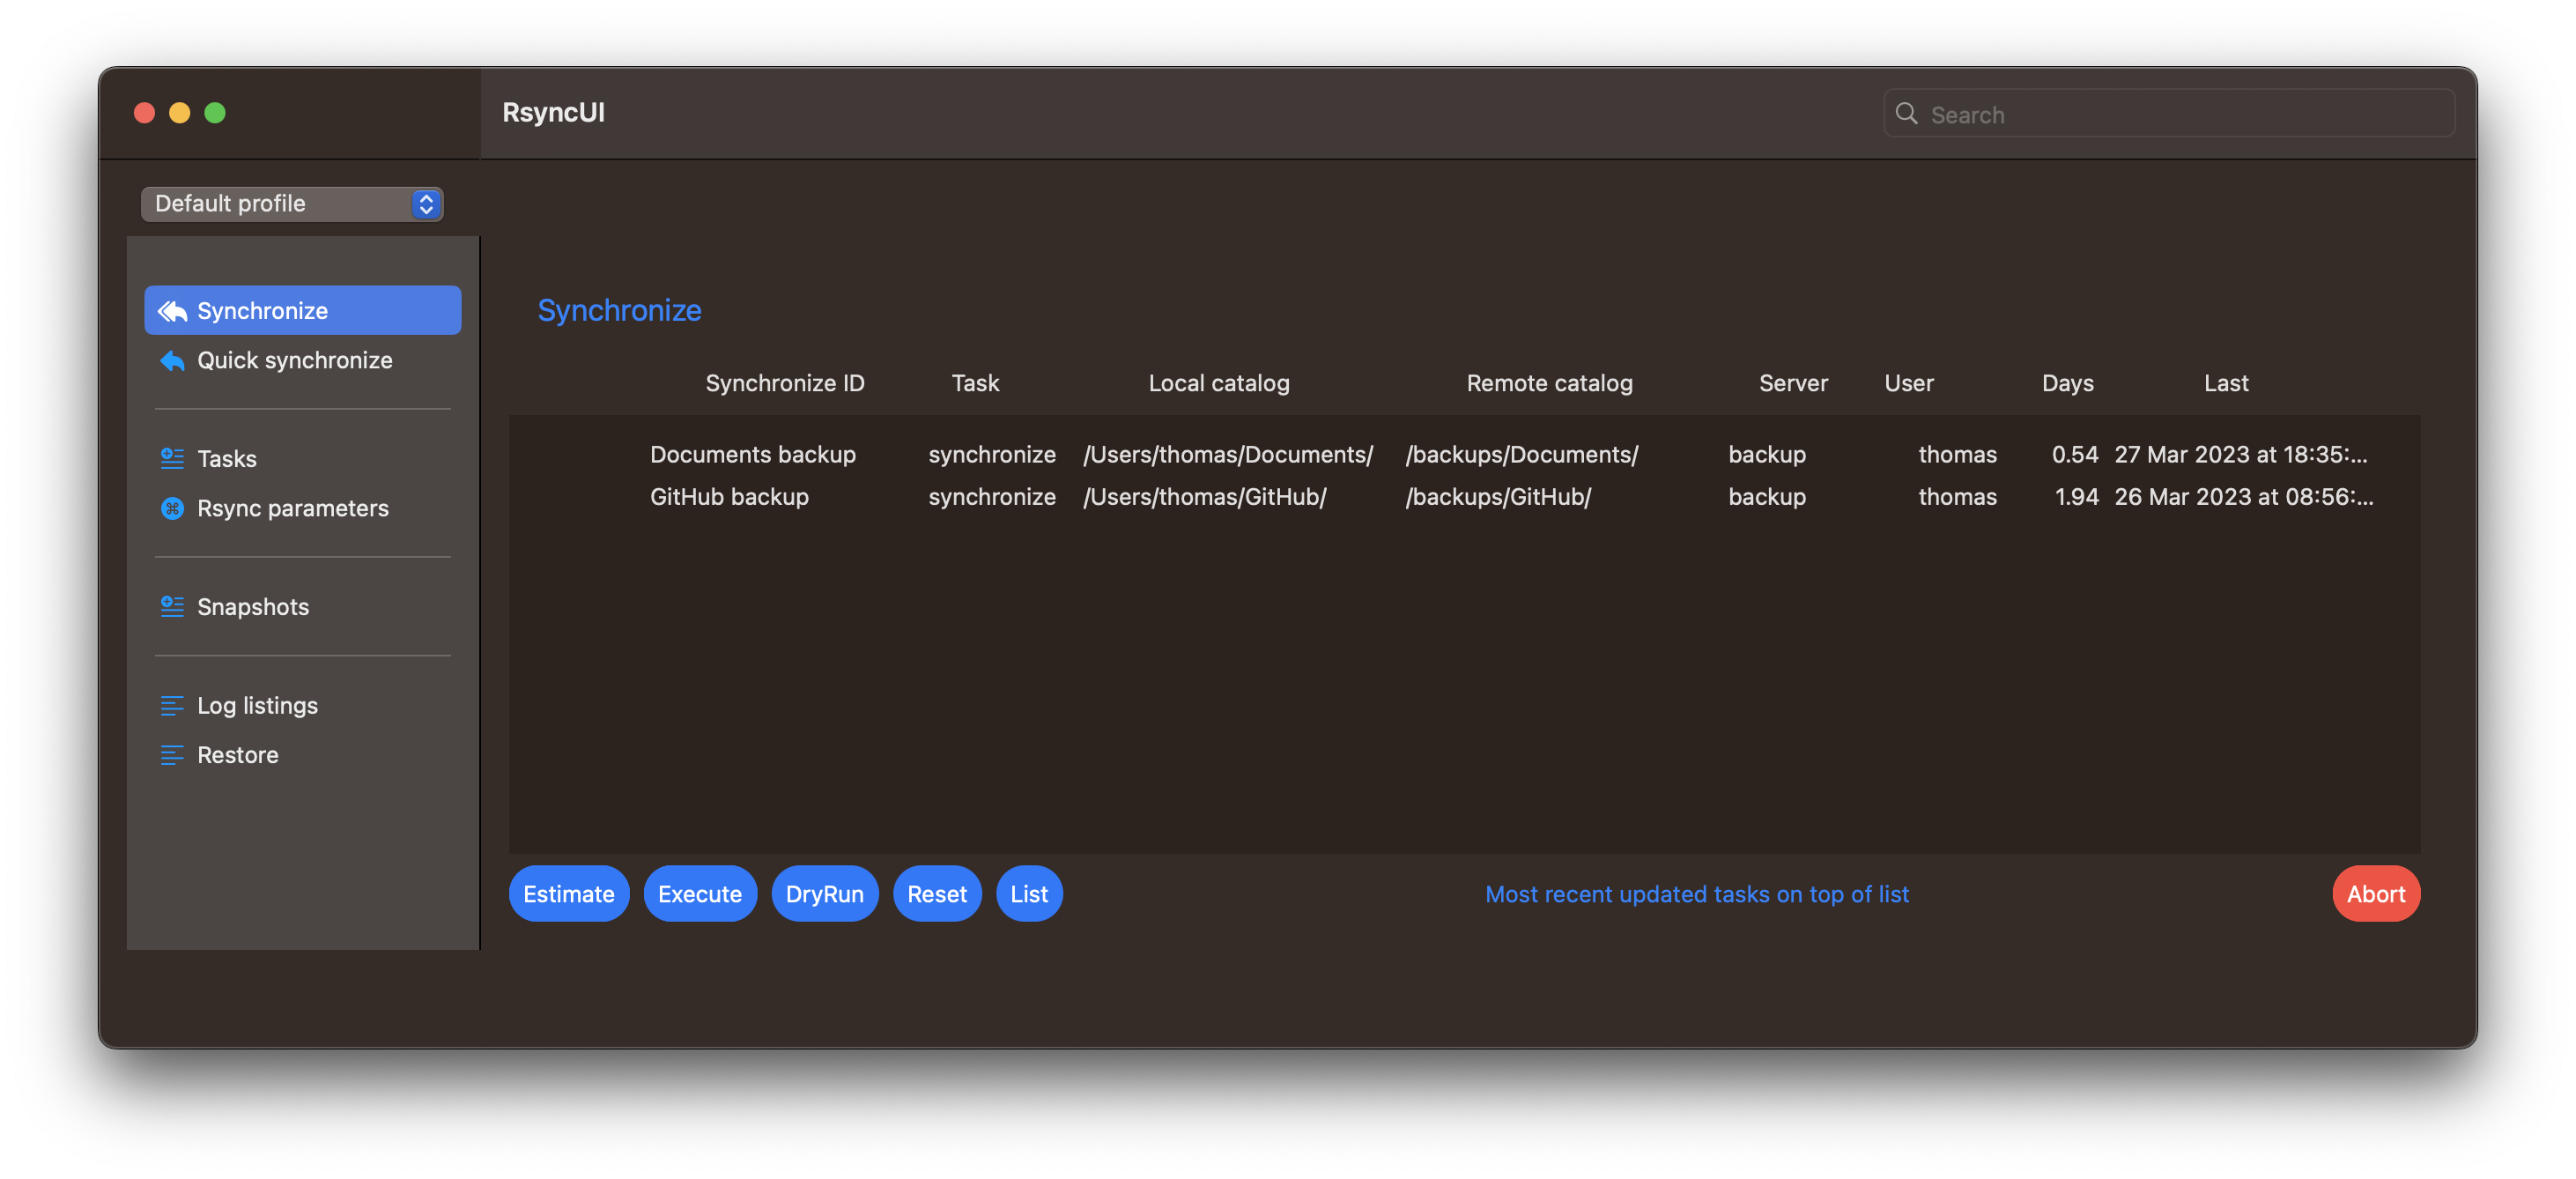 RsyncUI
Search
Default profile
Synchronize
Quick synchronize
Tasks
Rsync parameters
Snapshots
Log listings
Restore
Synchronize
Synchronize ID Task Local catalog Remote catalog Server User Days Last
Documents backup synchronize /Users/thomas/Documents/ /backups/Documents/ backup thomas 0.54 27 Mar 2023 at 18:35:...
GitHub backup synchronize /Users/thomas/GitHub/ /backups/GitHub/ backup thomas 1.94 26 Mar 2023 at 08:56:...
Estimate Execute DryRun Reset List Most recent updated tasks on top of list Abort